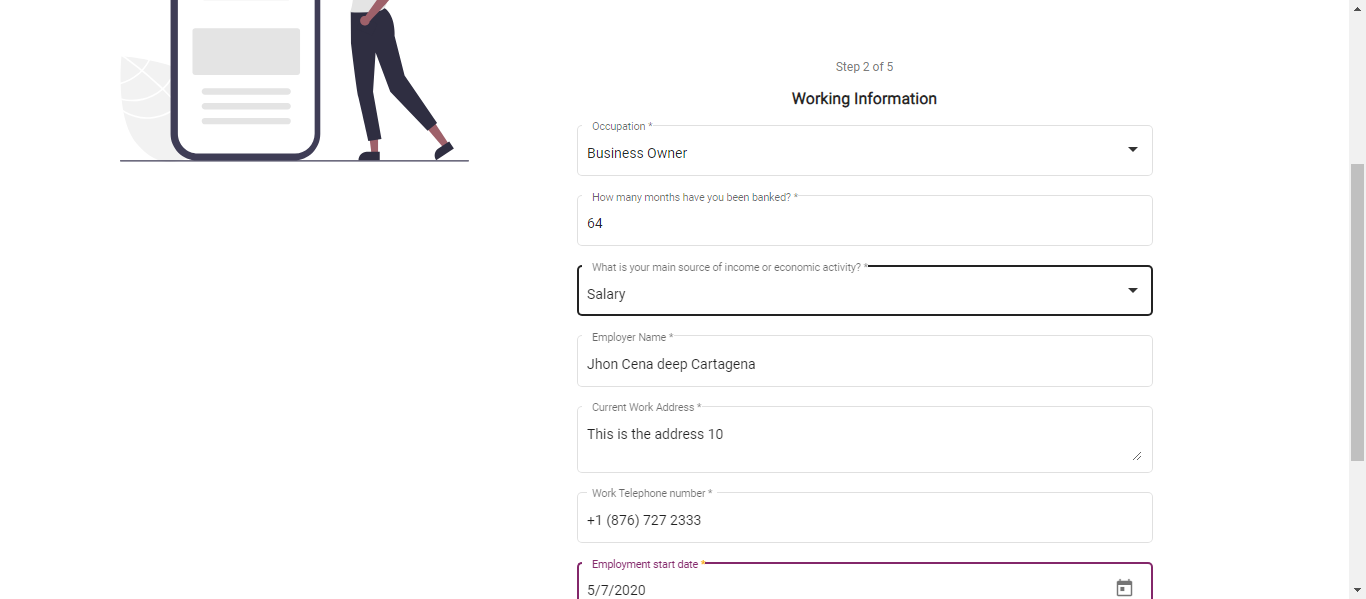 Step 2 of 5
Working Information
Occupation *
Business Owner
How many months have you been banked? *
64
What is your main source of income or economic activity? *
Salary
Employer Name *
Jhon Cena deep Cartagena
Current Work Address *
This is the address 10
Work Telephone number *
+1 (876) 727 2333
Employment start date *
5/7/2020